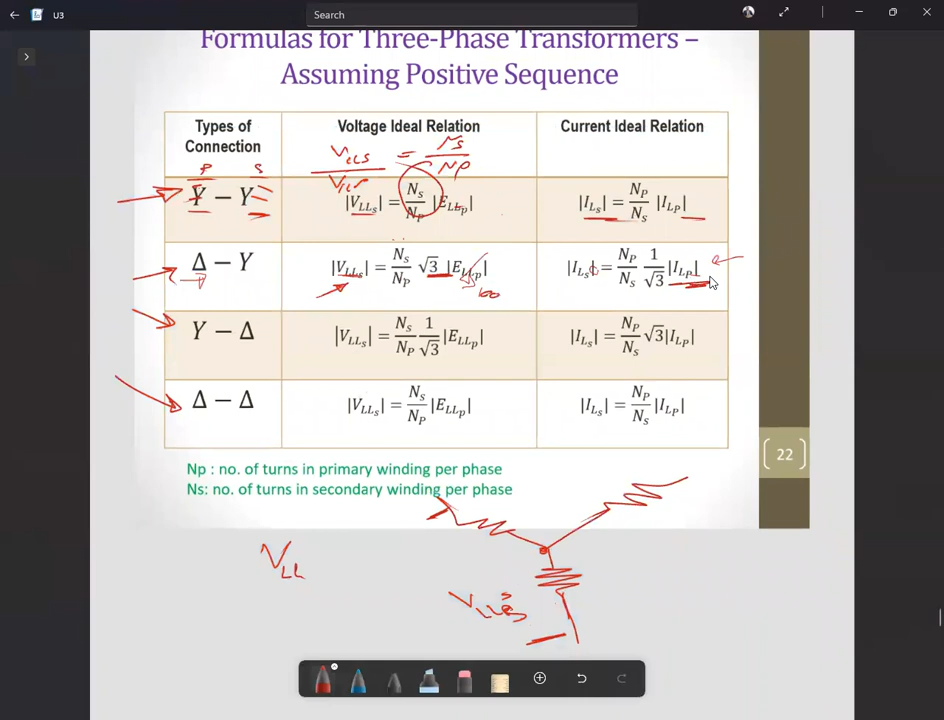 U3
Search
Formulas for Three-Phase Transformers –
Assuming Positive Sequence
Types of Connection
Voltage Ideal Relation
Current Ideal Relation
P S
= Ns/Np
Y − Y
|V_LLs| = N_s/N_P |E_LLp|
|I_Ls| = N_P/N_s |I_LP|
Δ − Y
|V_LLs| = N_s/N_P √3 |E_LLp|
|I_Ls| = N_P/N_s 1/√3 |I_LP|
100
Y − Δ
|V_LLs| = N_s/N_P 1/√3 |E_LLp|
|I_Ls| = N_P/N_s √3|I_LP|
Δ − Δ
|V_LLs| = N_s/N_P |E_LLp|
|I_Ls| = N_P/N_s |I_LP|
22
Np : no. of turns in primary winding per phase
Ns: no. of turns in secondary winding per phase
V_LL